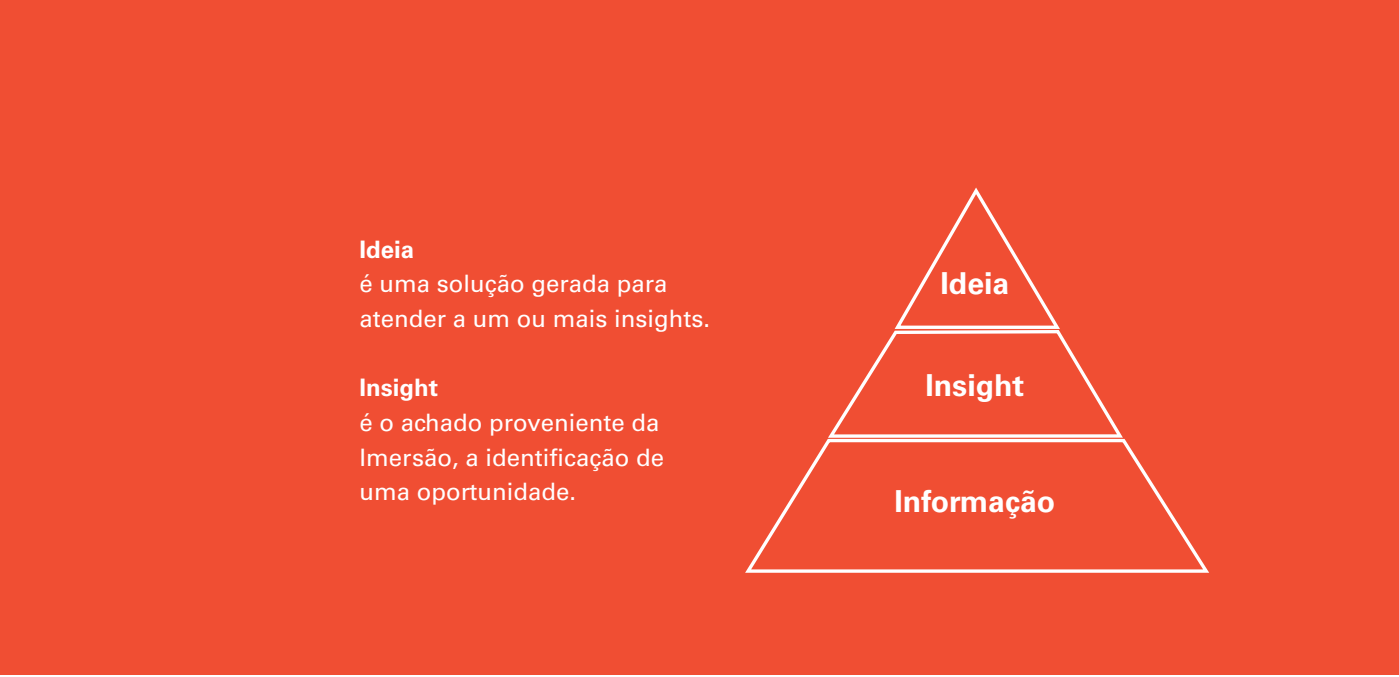 Ideia
é uma solução gerada para
atender a um ou mais insights.
Insight
é o achado proveniente da
Imersão, a identificação de
uma oportunidade.
Ideia
Insight
Informação